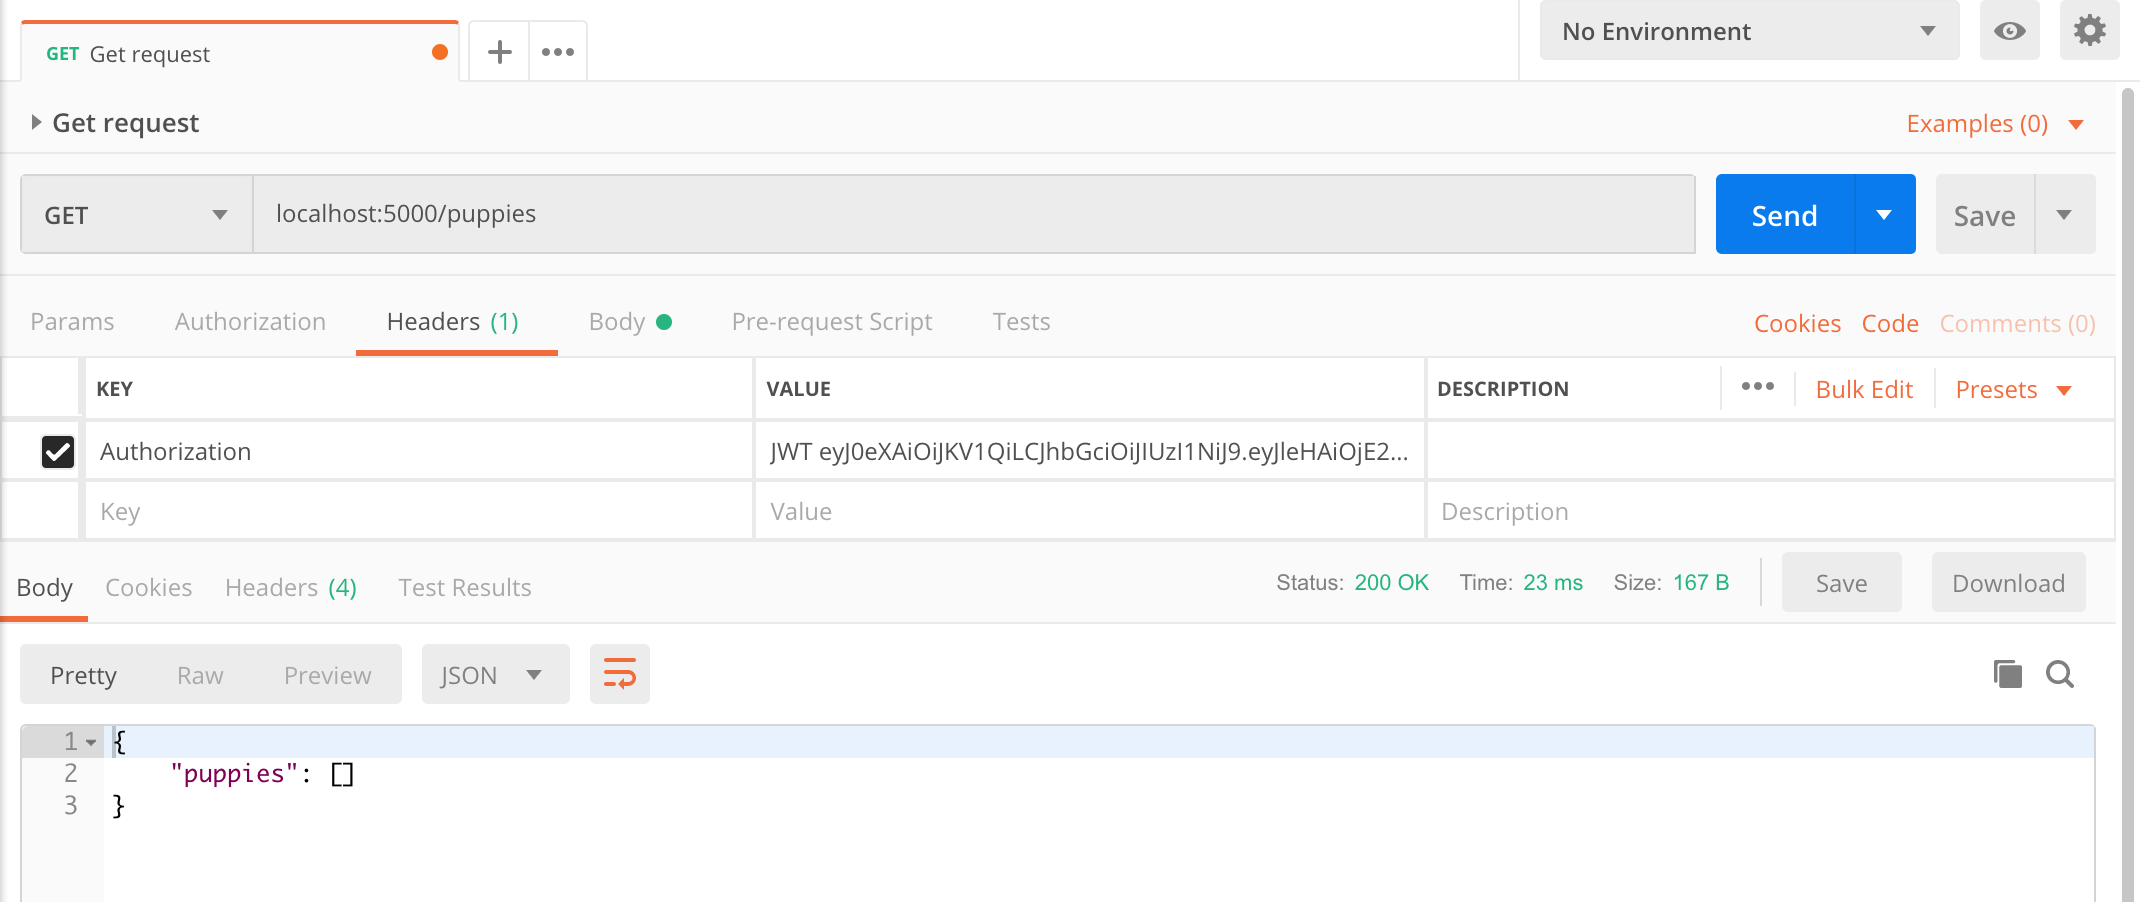 GET Get request No Environment
Get request Examples (0)
GET localhost:5000/puppies Send Save
Params Authorization Headers (1) Body Pre-request Script Tests Cookies Code Comments (0)
KEY VALUE DESCRIPTION ••• Bulk Edit Presets
Authorization JWT eyJ0eXAiOiJKV1QiLCJhbGciOiJIUzI1NiJ9.eyJleHAiOjE2...
Key Value Description
Body Cookies Headers (4) Test Results Status: 200 OK Time: 23 ms Size: 167 B Save Download
Pretty Raw Preview JSON
1 {
2 "puppies": []
3 }